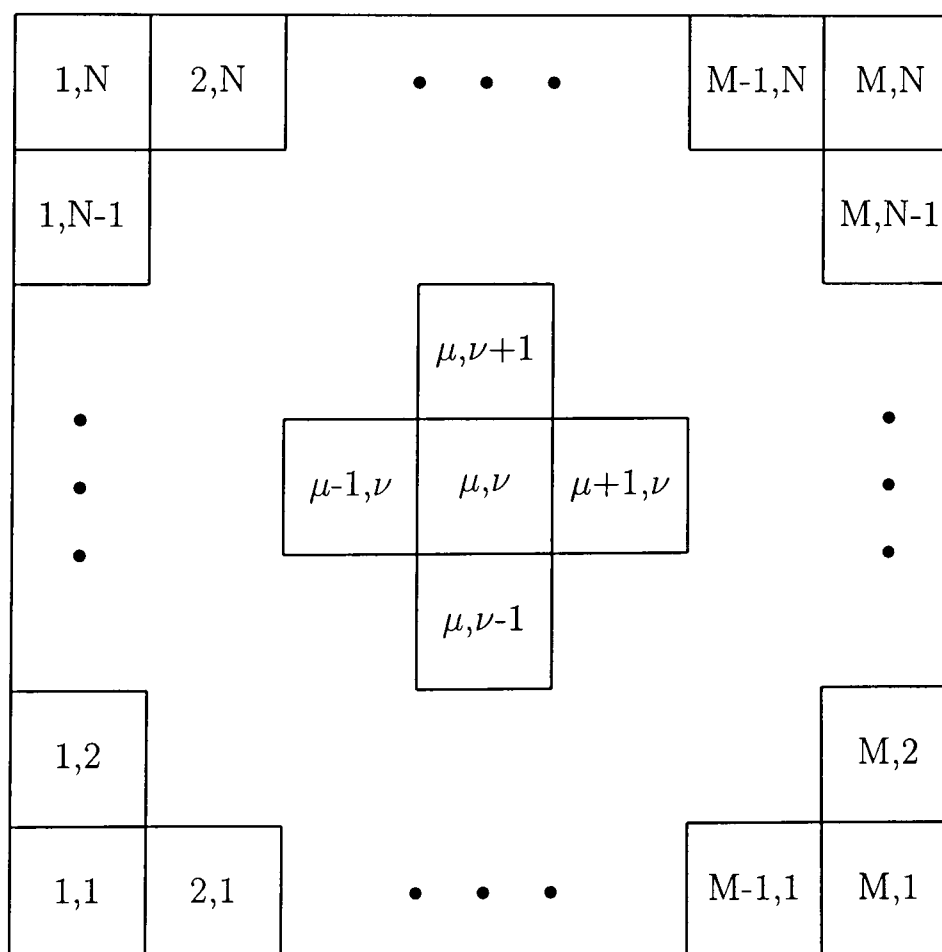 1,N 2,N • • • M-1,N M,N
1,N-1 M,N-1
μ,ν+1
μ-1,ν μ,ν μ+1,ν
μ,ν-1
1,2 M,2
1,1 2,1 • • • M-1,1 M,1